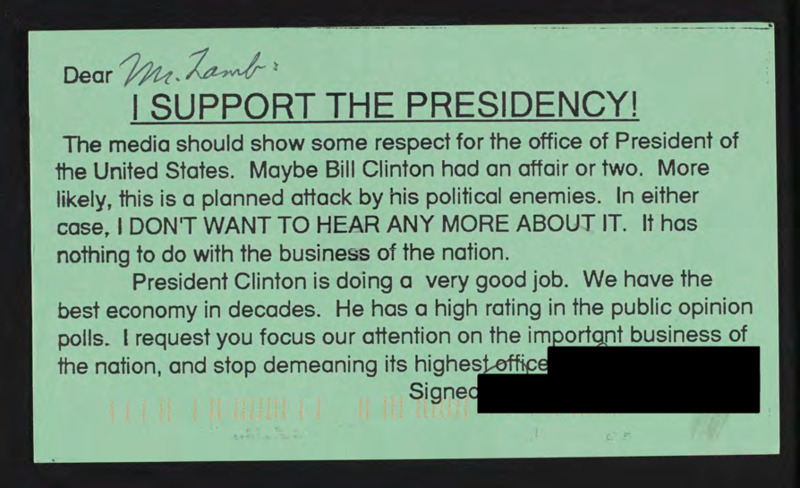 Dear Mr. Lamb:
I SUPPORT THE PRESIDENCY!
The media should show some respect for the office of President of
the United States. Maybe Bill Clinton had an affair or two. More
likely, this is a planned attack by his political enemies. In either
case, I DON'T WANT TO HEAR ANY MORE ABOUT IT. It has
nothing to do with the business of the nation.
President Clinton is doing a very good job. We have the
best economy in decades. He has a high rating in the public opinion
polls. I request you focus our attention on the important business of
the nation, and stop demeaning its highest office
Signed